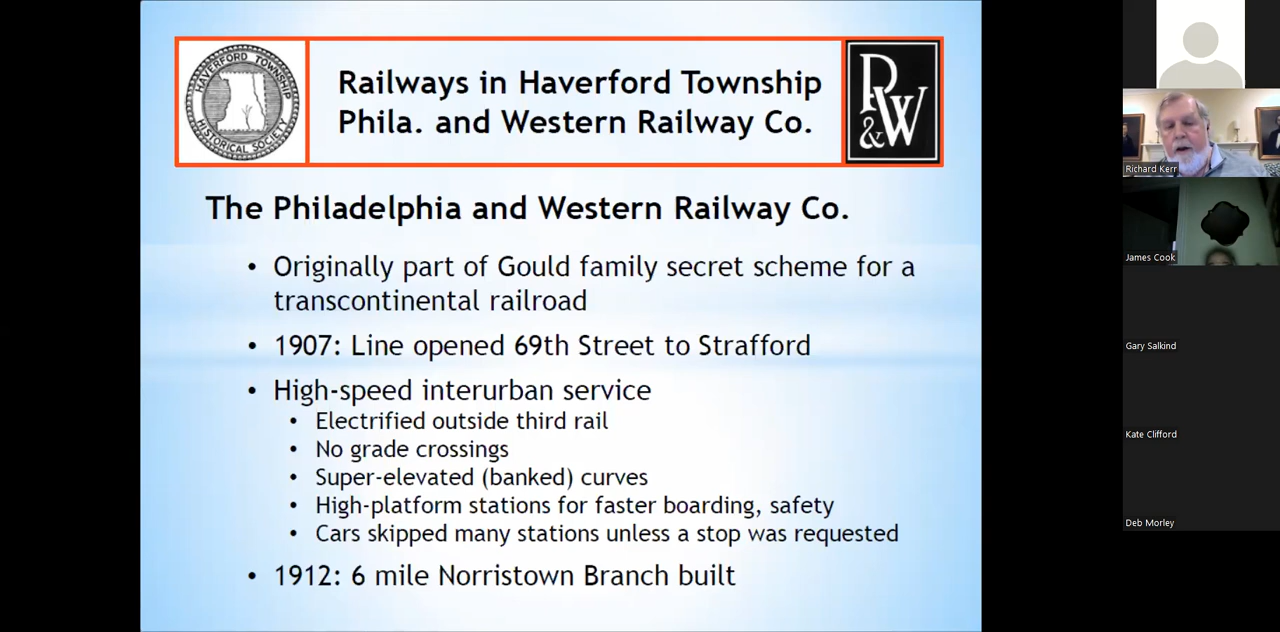 HAVERFORD TOWNSHIP
HISTORICAL SOCIETY
Railways in Haverford Township
Phila. and Western Railway Co.
P&W
The Philadelphia and Western Railway Co.
• Originally part of Gould family secret scheme for a
transcontinental railroad
• 1907: Line opened 69th Street to Strafford
• High-speed interurban service
• Electrified outside third rail
• No grade crossings
• Super-elevated (banked) curves
• High-platform stations for faster boarding, safety
• Cars skipped many stations unless a stop was requested
• 1912: 6 mile Norristown Branch built
Richard Kerr
James Cook
Gary Salkind
Kate Clifford
Deb Morley